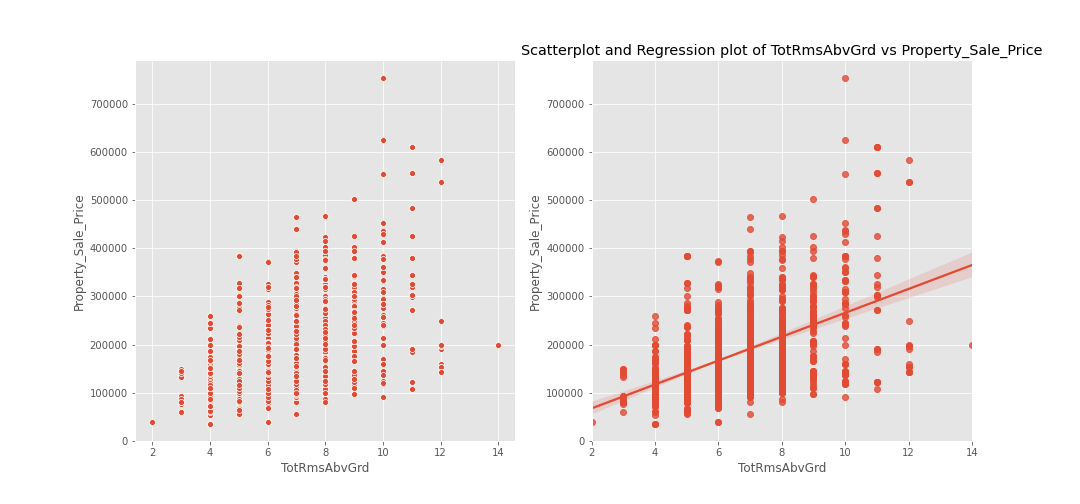 Scatterplot and Regression plot of TotRmsAbvGrd vs Property_Sale_Price
700000
600000
500000
400000
300000
200000
100000
0
Property_Sale_Price
2 4 6 8 10 12 14
TotRmsAbvGrd
700000
600000
500000
400000
300000
200000
100000
0
Property_Sale_Price
2 4 6 8 10 12 14
TotRmsAbvGrd